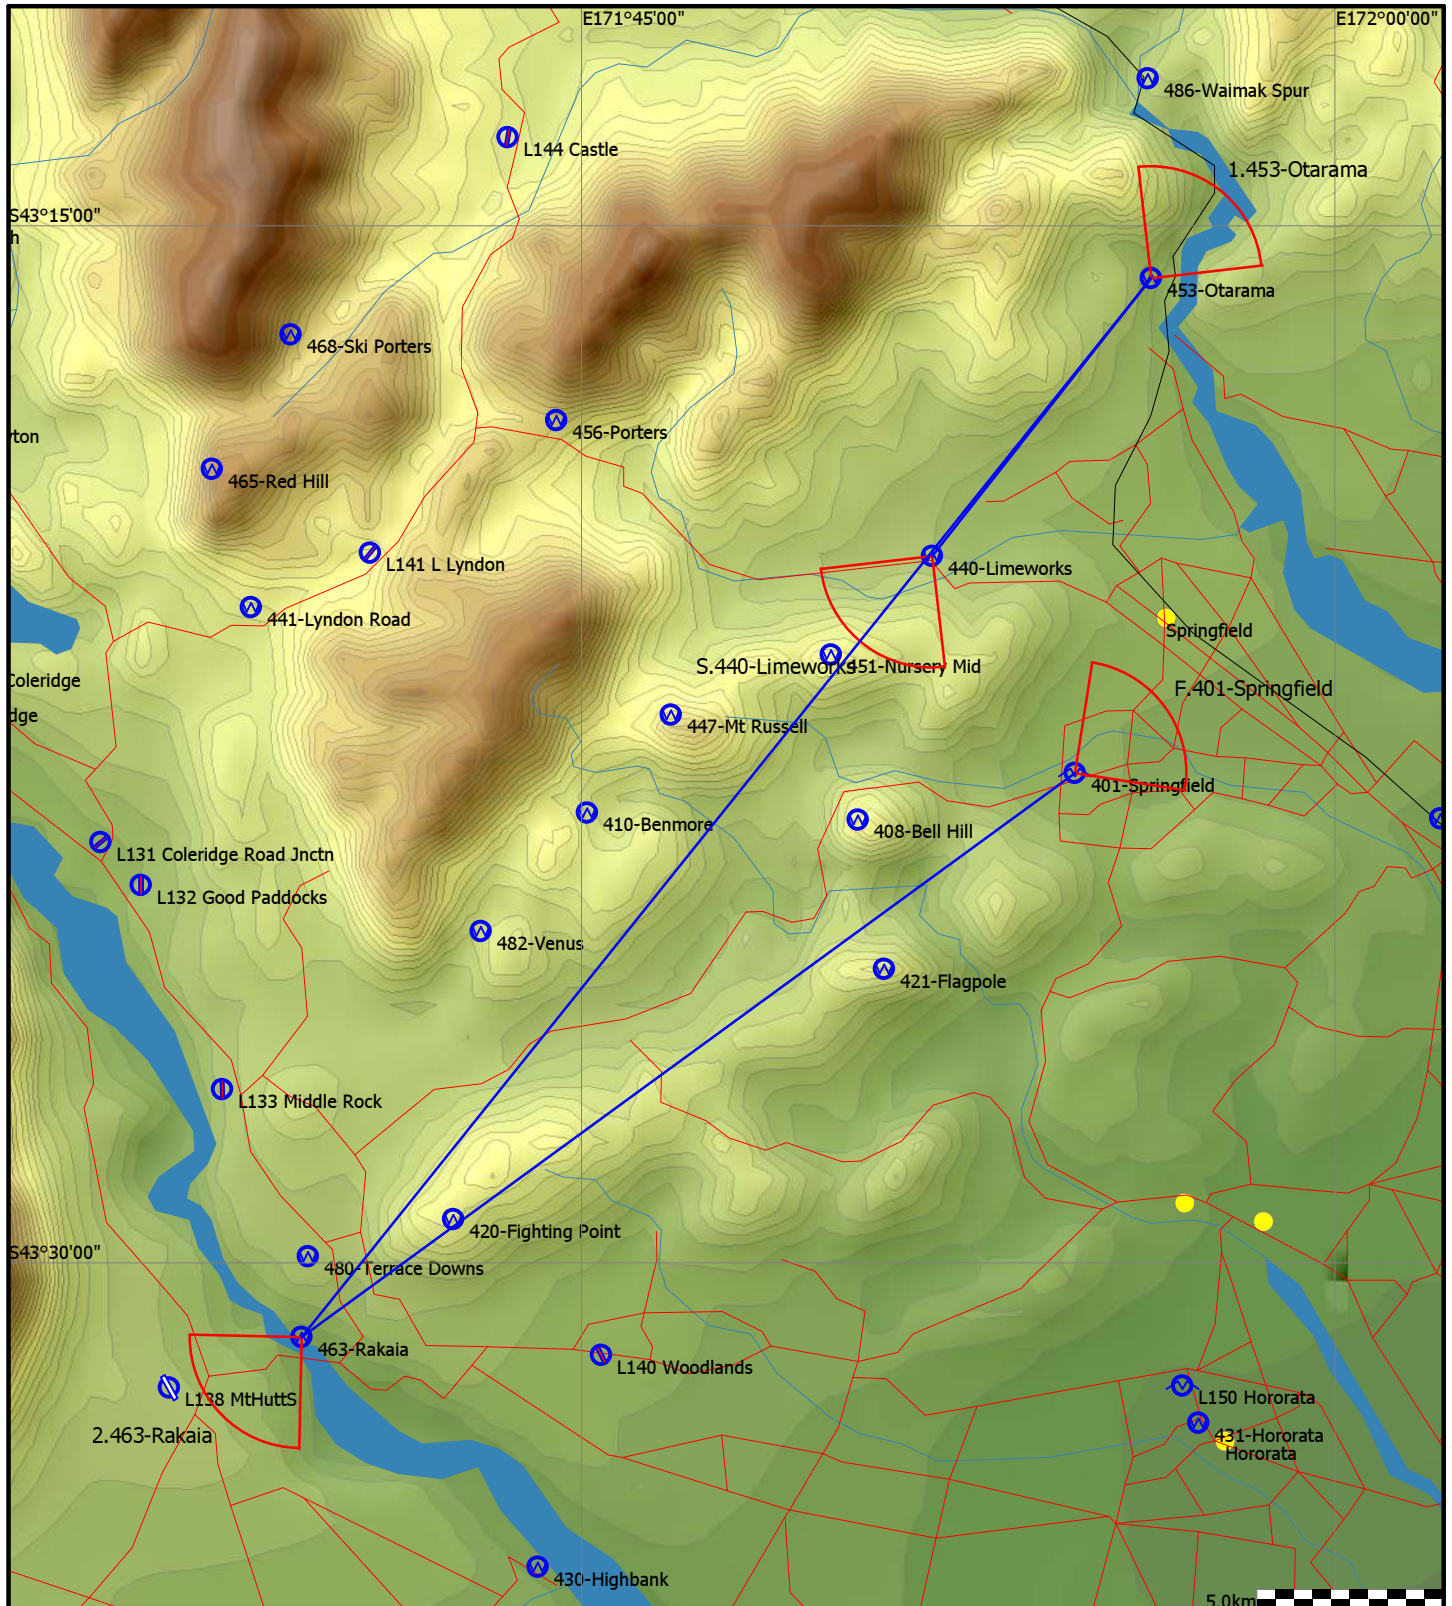 E171°45'00"
E172°00'00"
486-Waimak Spur
L144 Castle
1.453-Otarama
S43°15'00"
h
453-Otarama
468-Ski Porters
456-Porters
yton
465-Red Hill
L141 L Lyndon
440-Limeworks
441-Lyndon Road
Springfield
S.440-Limeworks
451-Nursery Mid
Coleridge
F.401-Springfield
dge
447-Mt Russell
401-Springfield
410-Benmore
408-Bell Hill
L131 Coleridge Road Jnctn
L132 Good Paddocks
482-Venus
421-Flagpole
L133 Middle Rock
420-Fighting Point
S43°30'00"
480-Terrace Downs
463-Rakaia
L140 Woodlands
L138 MtHuttS
L150 Hororata
2.463-Rakaia
431-Hororata
Hororata
430-Highbank
5.0km